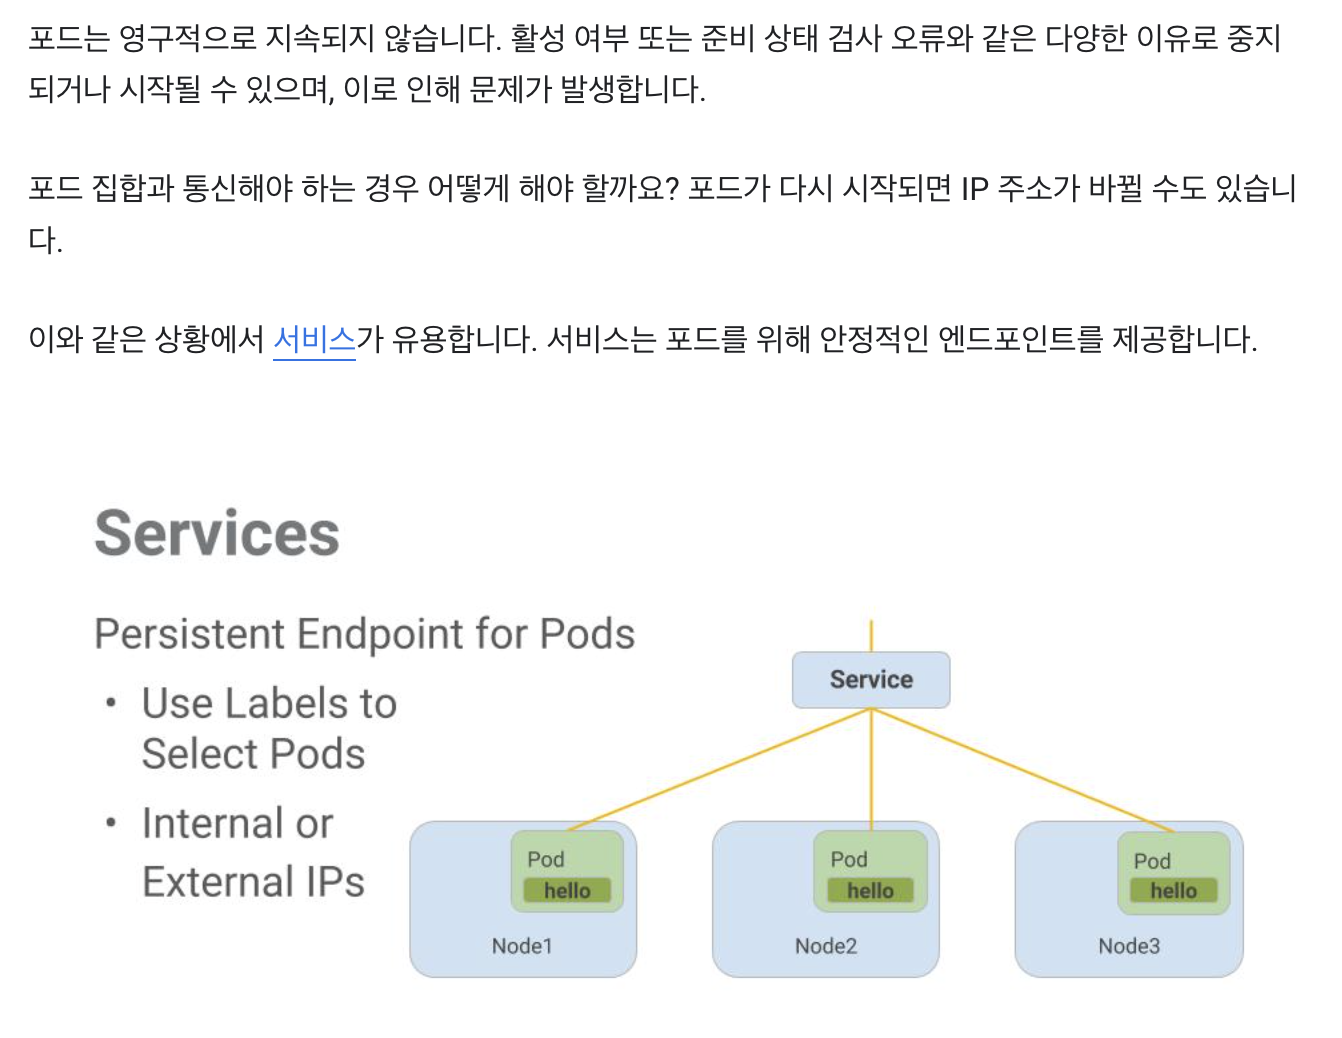 포드는 영구적으로 지속되지 않습니다. 활성 여부 또는 준비 상태 검사 오류와 같은 다양한 이유로 중지
되거나 시작될 수 있으며, 이로 인해 문제가 발생합니다.
포드 집합과 통신해야 하는 경우 어떻게 해야 할까요? 포드가 다시 시작되면 IP 주소가 바뀔 수도 있습니
다.
이와 같은 상황에서 서비스가 유용합니다. 서비스는 포드를 위해 안정적인 엔드포인트를 제공합니다.
Services
Persistent Endpoint for Pods
• Use Labels to
Select Pods
• Internal or
External IPs
Service
Pod
hello
Node1
Pod
hello
Node2
Pod
hello
Node3